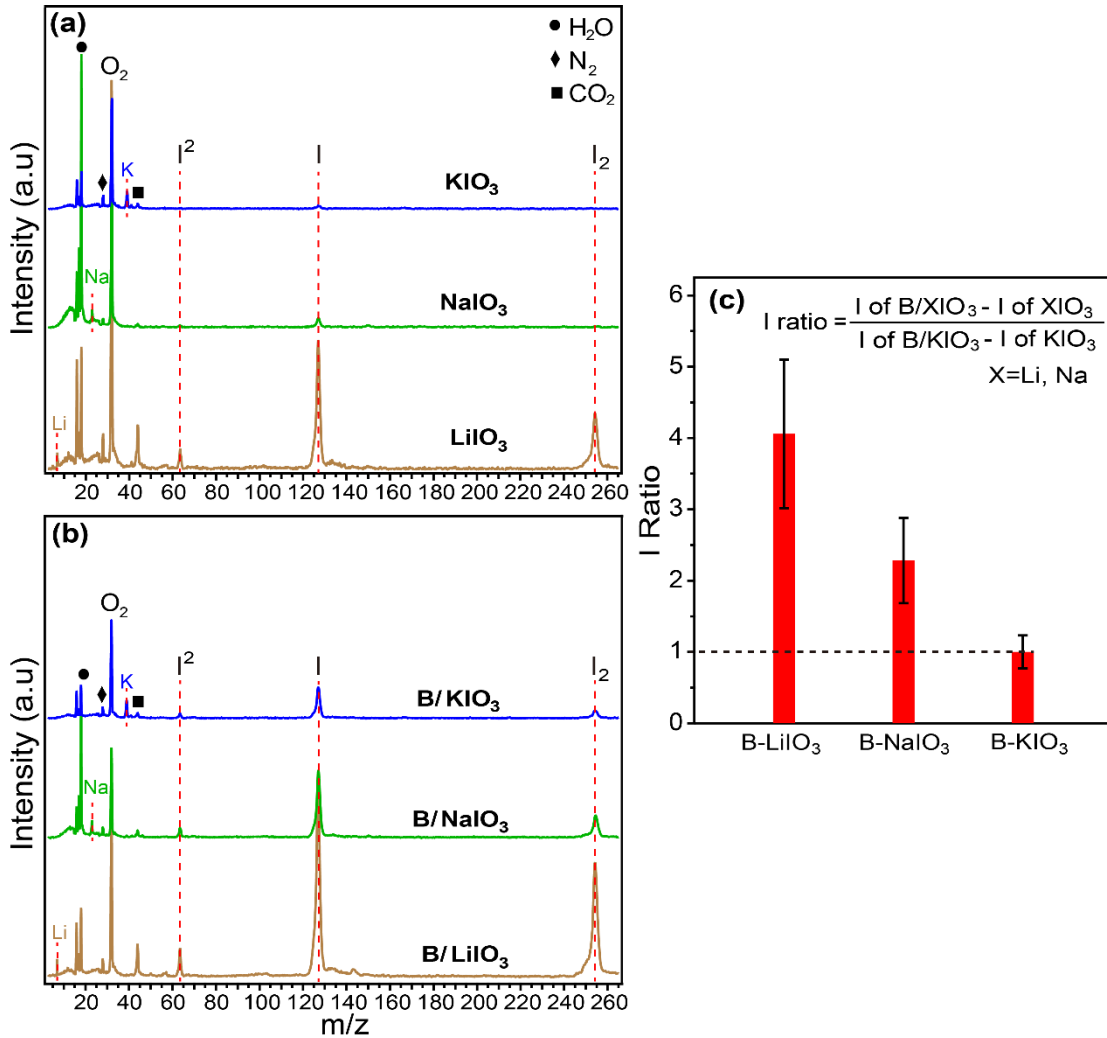 (a)
● H₂O
♦ N₂
■ CO₂
O₂
I²
I
I₂
K
KIO₃
Na
NaIO₃
Li
LiIO₃
Intensity (a.u)
20 40 60 80 100 120 140 160 180 200 220 240 260
(b)
O₂
I²
I
I₂
K
B/KIO₃
Na
B/NaIO₃
Li
B/LiIO₃
Intensity (a.u)
20 40 60 80 100 120 140 160 180 200 220 240 260
m/z
(c)
I ratio = I of B/XIO₃ - I of XIO₃
I of B/KIO₃ - I of KIO₃
X=Li, Na
I Ratio
6
5
4
3
2
1
0
B-LiIO₃ B-NaIO₃ B-KIO₃